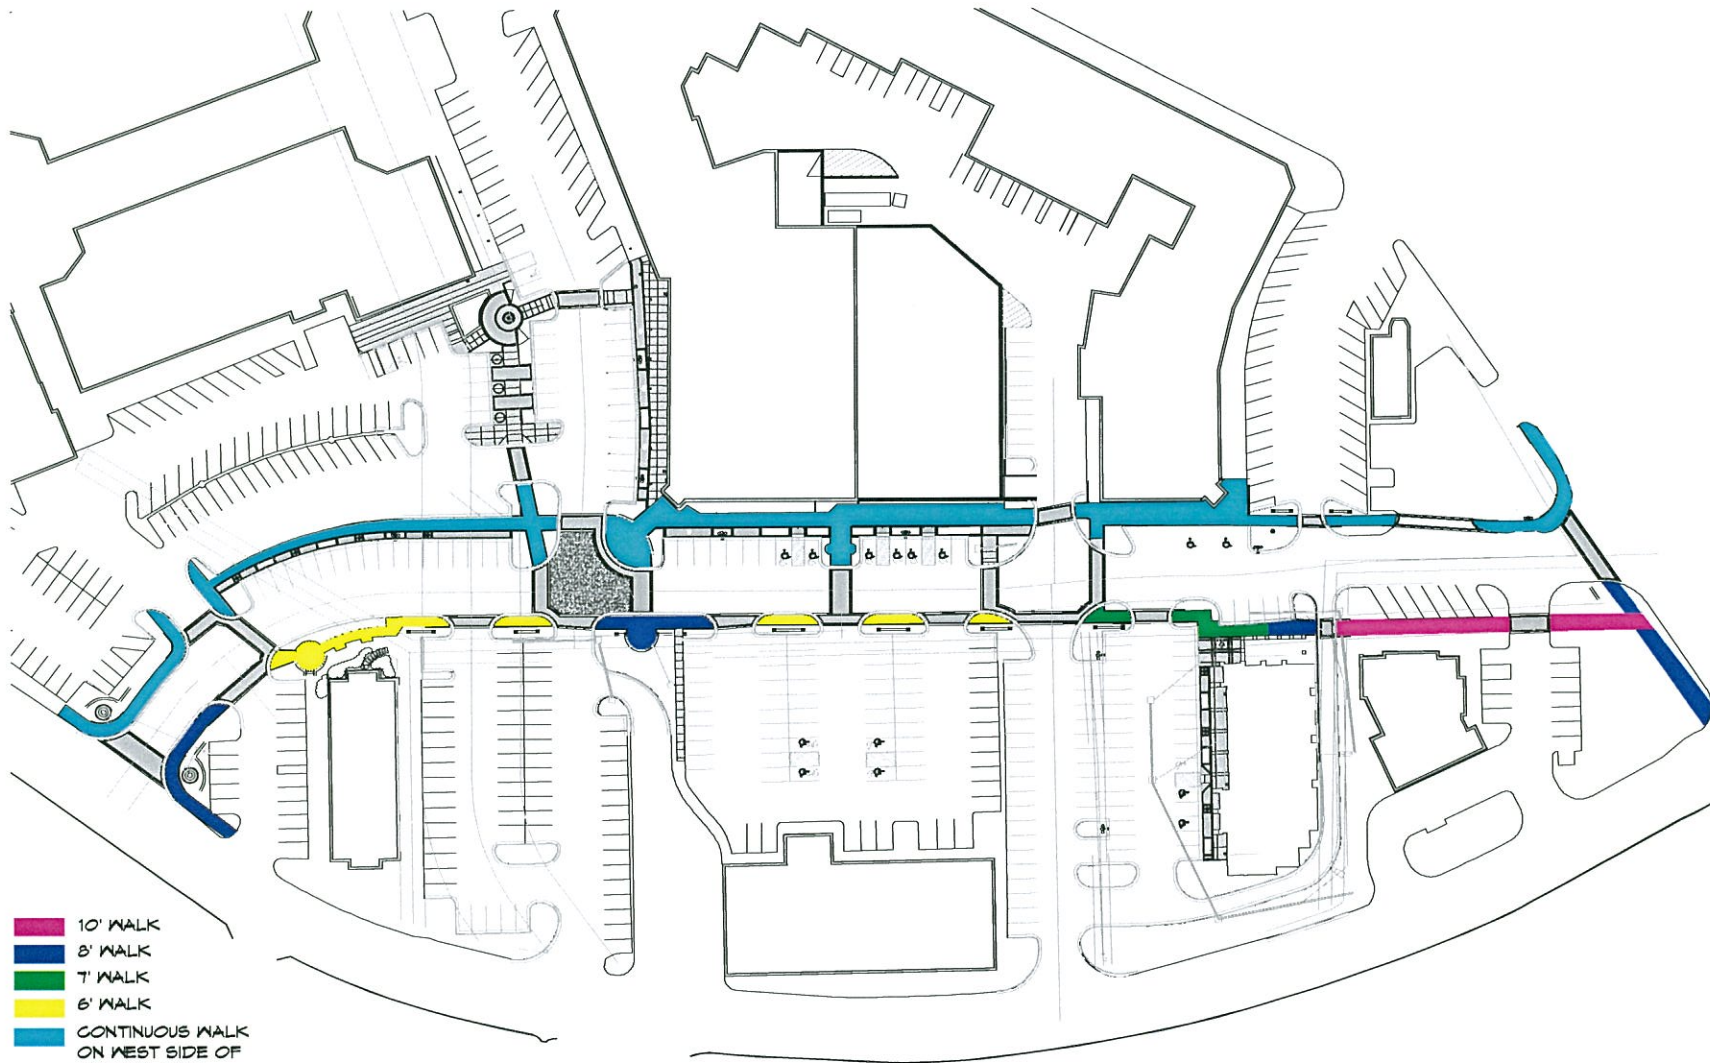 10' WALK
8' WALK
7' WALK
6' WALK
CONTINUOUS WALK
ON WEST SIDE OF